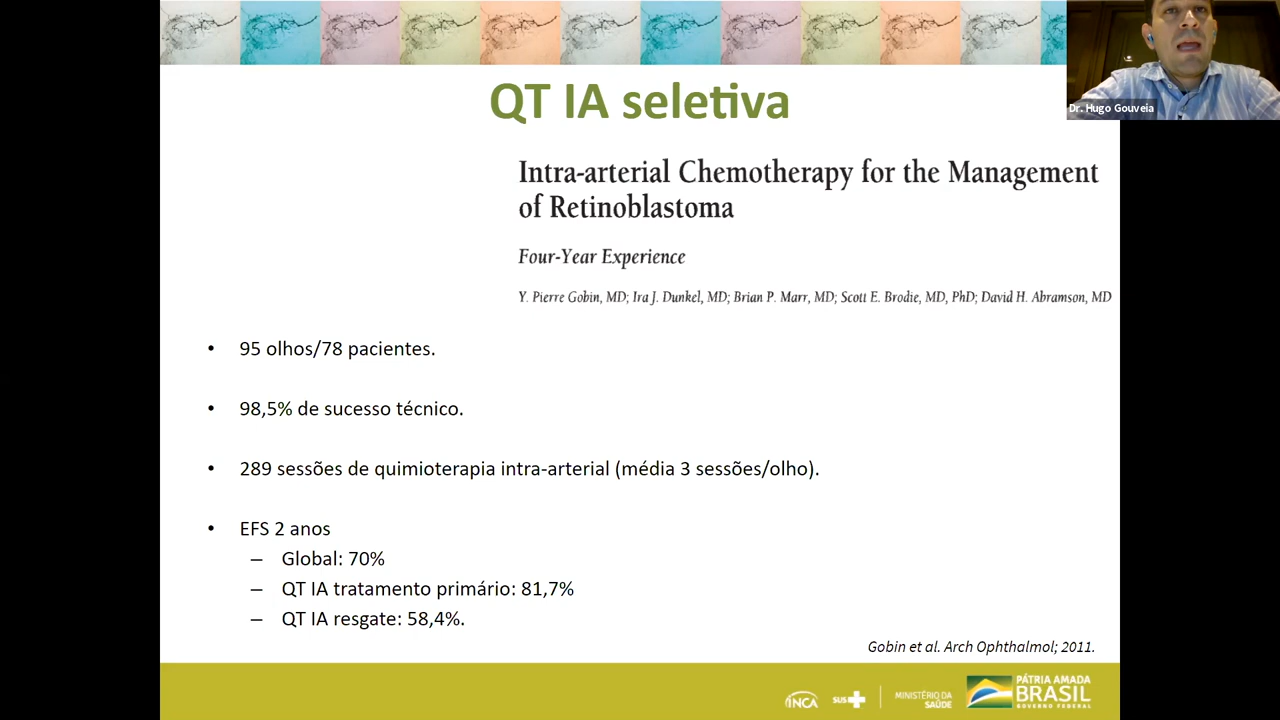 QT IA seletiva
Dr. Hugo Gouveia
Intra-arterial Chemotherapy for the Management
of Retinoblastoma
Four-Year Experience
Y. Pierre Gobin, MD; Ira J. Dunkel, MD; Brian P. Marr, MD; Scott E. Brodie, MD, PhD; David H. Abramson, MD
• 95 olhos/78 pacientes.
• 98,5% de sucesso técnico.
• 289 sessões de quimioterapia intra-arterial (média 3 sessões/olho).
• EFS 2 anos
– Global: 70%
– QT IA tratamento primário: 81,7%
– QT IA resgate: 58,4%.
Gobin et al. Arch Ophthalmol; 2011.
INCA
SUS
MINISTÉRIO DA
SAÚDE
PÁTRIA AMADA
BRASIL
GOVERNO FEDERAL